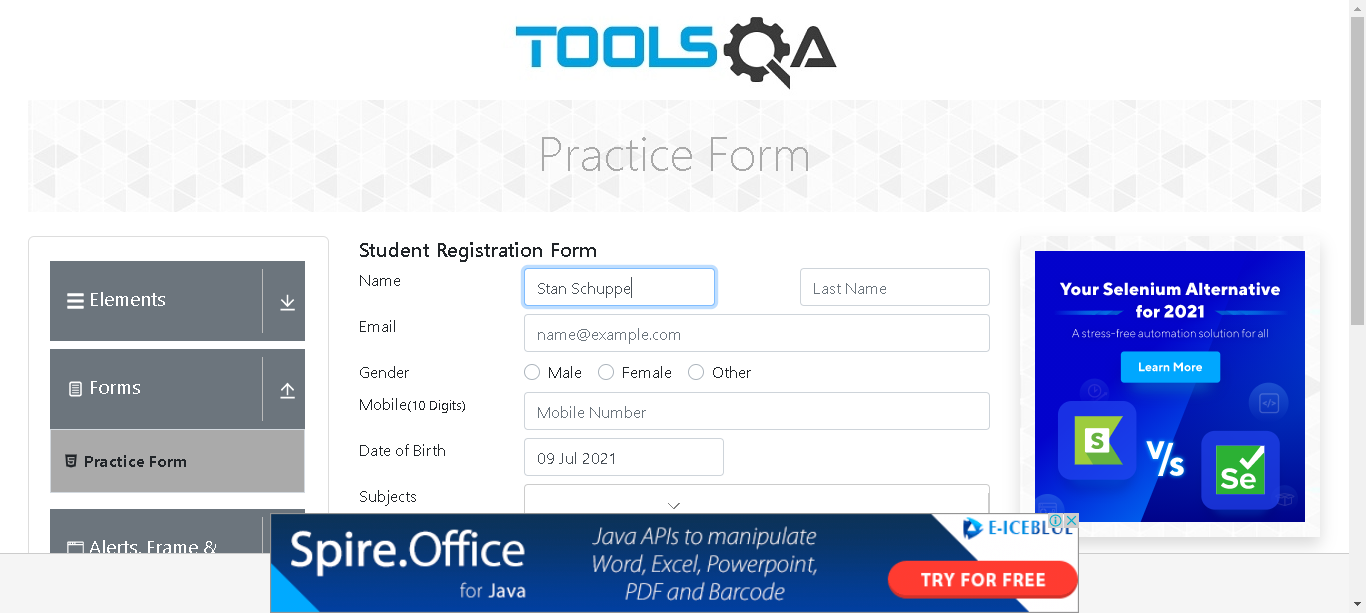 TOOLSQA
Practice Form
Elements
Forms
Practice Form
Alerts, Frame &
Student Registration Form
Name
Stan Schuppe
Last Name
Email
name@example.com
Gender
Male
Female
Other
Mobile(10 Digits)
Mobile Number
Date of Birth
09 Jul 2021
Subjects
Your Selenium Alternative
for 2021
A stress-free automation solution for all
Learn More
S
V/s
Se
Spire.Office
for Java
Java APIs to manipulate
Word, Excel, Powerpoint,
PDF and Barcode
E-ICEBLUE
TRY FOR FREE